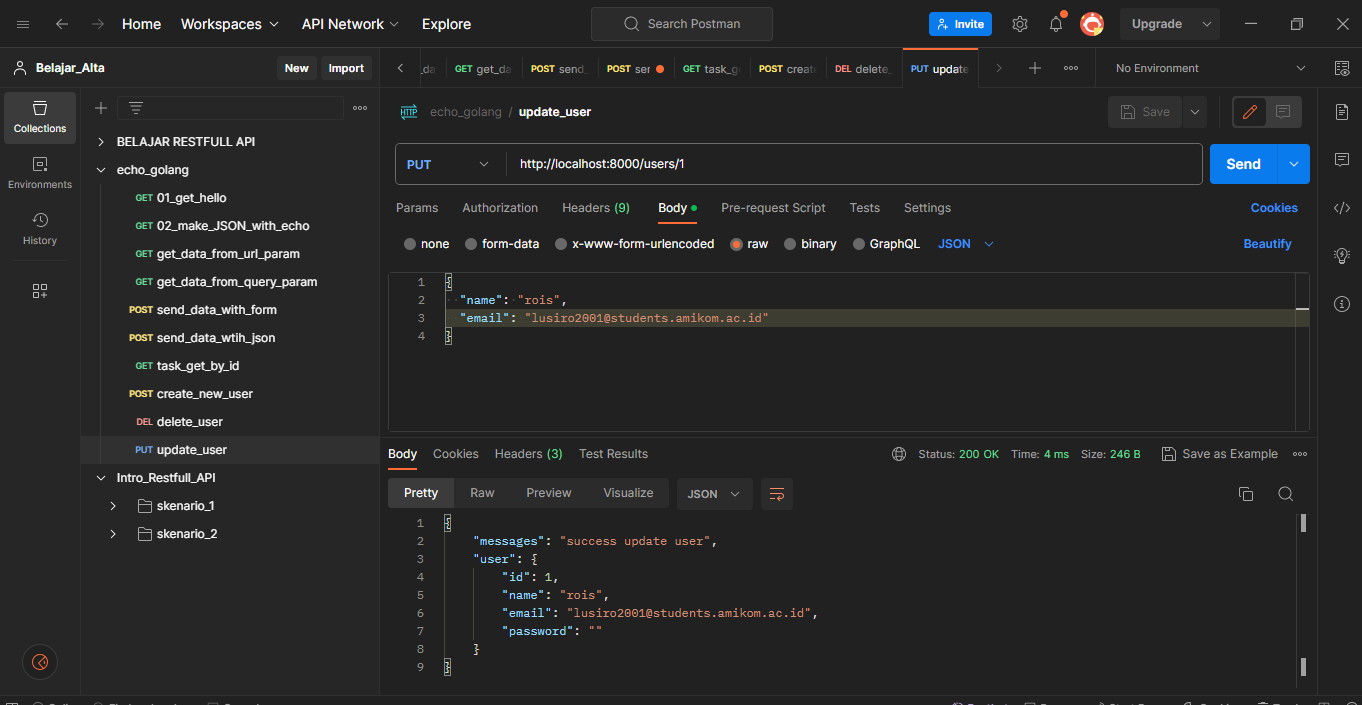 Home Workspaces API Network Explore Search Postman Invite Upgrade
Belajar_Alta New Import
_da GET get_da POST send_ POST ser GET task_g POST creat DEL delete_ PUT update No Environment
echo_golang / update_user Save
Collections
Environments
History
BELAJAR RESTFULL API
echo_golang
GET 01_get_hello
GET 02_make_JSON_with_echo
GET get_data_from_url_param
GET get_data_from_query_param
POST send_data_with_form
POST send_data_wtih_json
GET task_get_by_id
POST create_new_user
DEL delete_user
PUT update_user
Intro_Restfull_API
skenario_1
skenario_2
PUT http://localhost:8000/users/1 Send
Params Authorization Headers (9) Body Pre-request Script Tests Settings Cookies
none form-data x-www-form-urlencoded raw binary GraphQL JSON Beautify
1 {
2 "name": "rois",
3 "email": "lusiro2001@students.amikom.ac.id"
4 }
Body Cookies Headers (3) Test Results Status: 200 OK Time: 4 ms Size: 246 B Save as Example
Pretty Raw Preview Visualize JSON
1 {
2 "messages": "success update user",
3 "user": {
4 "id": 1,
5 "name": "rois",
6 "email": "lusiro2001@students.amikom.ac.id",
7 "password": ""
8 }
9 }